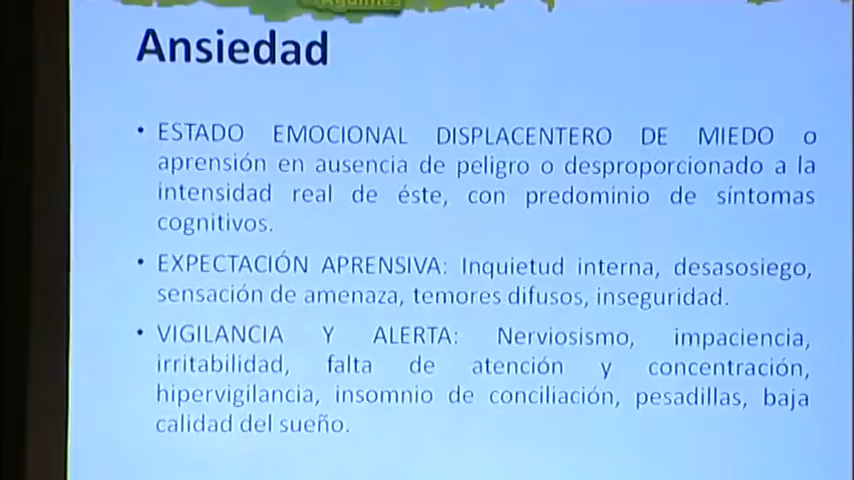 Ansiedad
• ESTADO EMOCIONAL DISPLACENTERO DE MIEDO o
aprensión en ausencia de peligro o desproporcionado a la
intensidad real de éste, con predominio de síntomas
cognitivos.
• EXPECTACIÓN APRENSIVA: Inquietud interna, desasosiego,
sensación de amenaza, temores difusos, inseguridad.
• VIGILANCIA Y ALERTA: Nerviosismo, impaciencia,
irritabilidad, falta de atención y concentración,
hipervigilancia, insomnio de conciliación, pesadillas, baja
calidad del sueño.